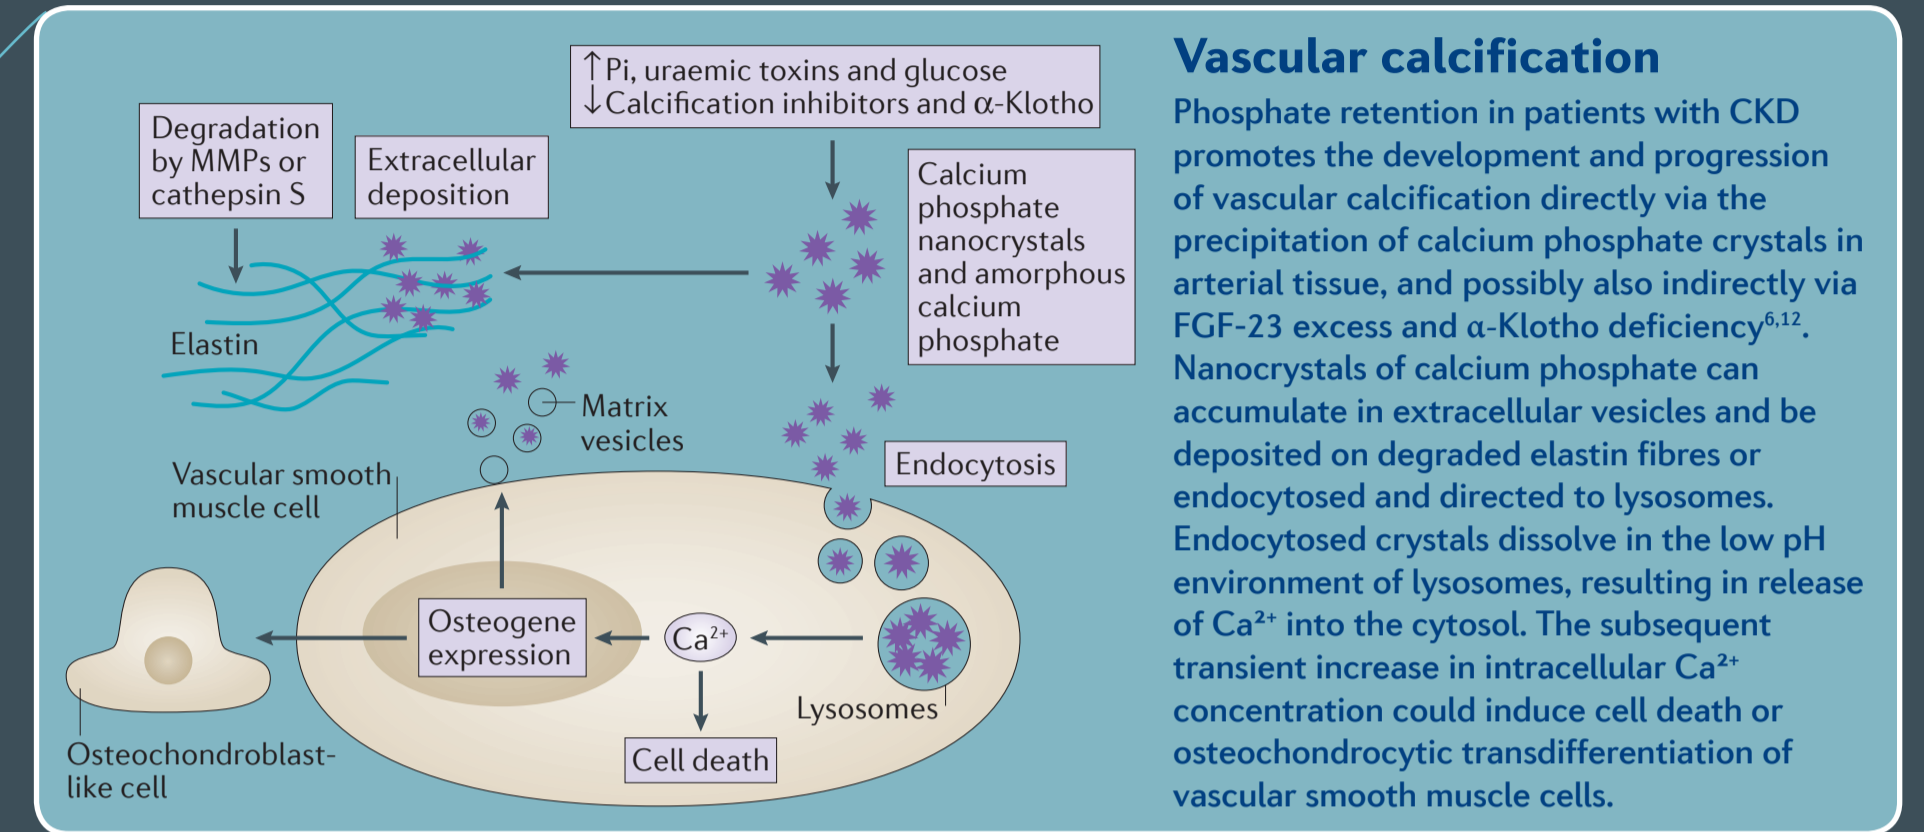 ↑Pi, uraemic toxins and glucose
↓Calcification inhibitors and α-Klotho
Degradation
by MMPs or
cathepsin S
Extracellular
deposition
Calcium
phosphate
nanocrystals
and amorphous
calcium
phosphate
Elastin
Matrix
vesicles
Endocytosis
Vascular smooth
muscle cell
Osteogene
expression
Ca²⁺
Lysosomes
Cell death
Osteochondroblast-
like cell
Vascular calcification
Phosphate retention in patients with CKD
promotes the development and progression
of vascular calcification directly via the
precipitation of calcium phosphate crystals in
arterial tissue, and possibly also indirectly via
FGF-23 excess and α-Klotho deficiency⁶,¹².
Nanocrystals of calcium phosphate can
accumulate in extracellular vesicles and be
deposited on degraded elastin fibres or
endocytosed and directed to lysosomes.
Endocytosed crystals dissolve in the low pH
environment of lysosomes, resulting in release
of Ca²⁺ into the cytosol. The subsequent
transient increase in intracellular Ca²⁺
concentration could induce cell death or
osteochondrocytic transdifferentiation of
vascular smooth muscle cells.